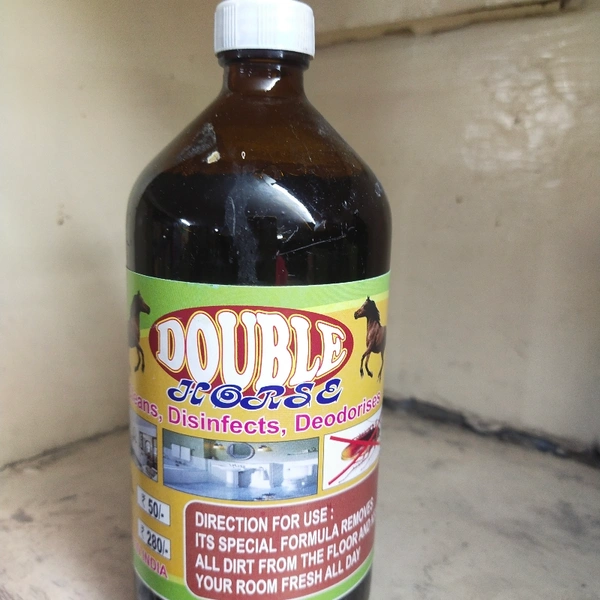 DOUBLE
HORSE
eans, Disinfects, Deodorises
₹ 50/-
₹ 280/-
INDIA
DIRECTION FOR USE :
ITS SPECIAL FORMULA REMOVES
ALL DIRT FROM THE FLOOR AND
YOUR ROOM FRESH ALL DAY